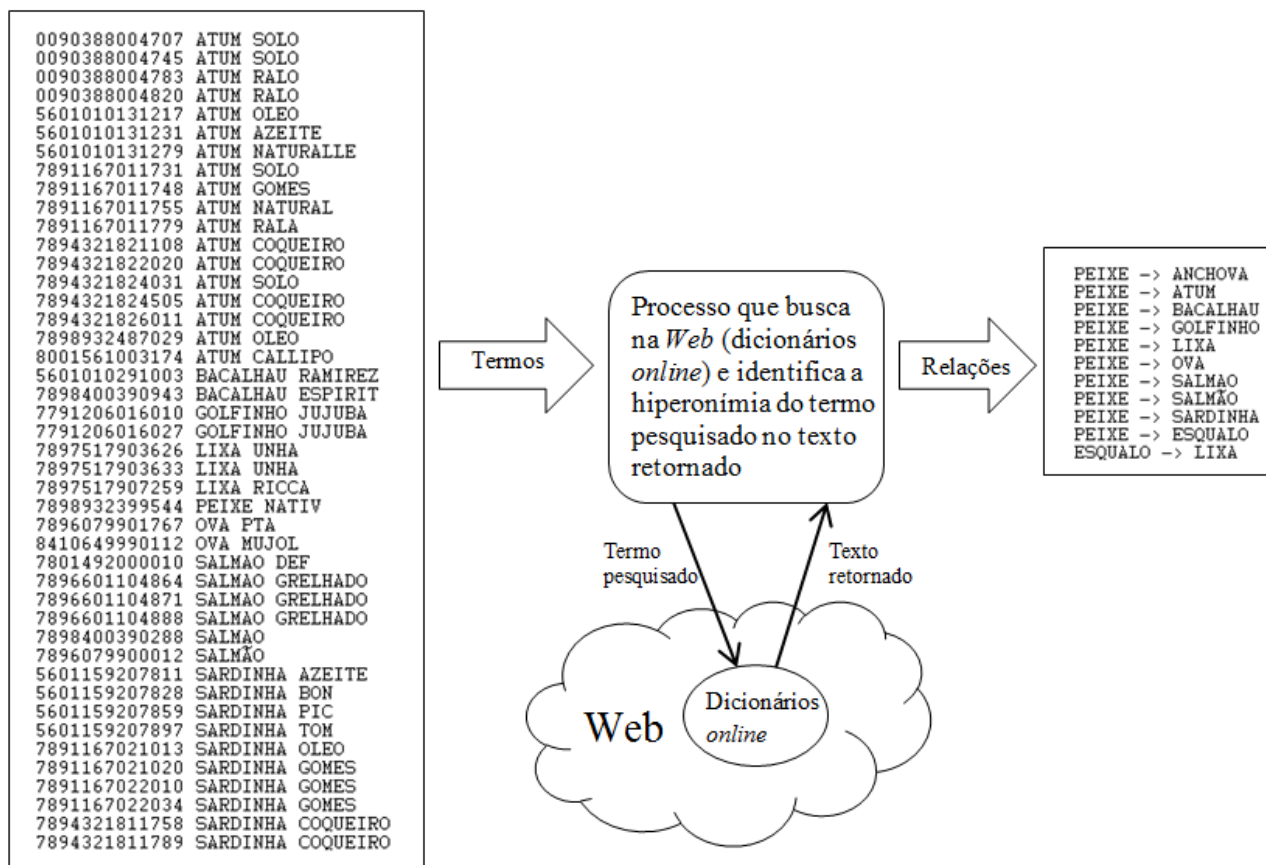 0090388004707 ATUM SOLO
0090388004745 ATUM SOLO
0090388004783 ATUM RALO
0090388004820 ATUM RALO
5601010131217 ATUM OLEO
5601010131231 ATUM AZEITE
5601010131279 ATUM NATURALLE
7891167011731 ATUM SOLO
7891167011748 ATUM GOMES
7891167011755 ATUM NATURAL
7891167011779 ATUM RALA
7894321821108 ATUM COQUEIRO
7894321822020 ATUM COQUEIRO
7894321824031 ATUM SOLO
7894321824505 ATUM COQUEIRO
7894321826011 ATUM COQUEIRO
7898932487029 ATUM OLEO
8001561003174 ATUM CALLIPO
5601010291003 BACALHAU RAMIREZ
7898400390943 BACALHAU ESPIRIT
7791206016010 GOLFINHO JUJUBA
7791206016027 GOLFINHO JUJUBA
7897517903626 LIXA UNHA
7897517903633 LIXA UNHA
7897517907259 LIXA RICCA
7898932399544 PEIXE NATIV
7896079901767 OVA PTA
8410649990112 OVA MUJOL
7801492000010 SALMAO DEF
7896601104864 SALMAO GRELHADO
7896601104871 SALMAO GRELHADO
7896601104888 SALMAO GRELHADO
7898400390288 SALMAO
7896079900012 SALMÃO
5601159207811 SARDINHA AZEITE
5601159207828 SARDINHA BON
5601159207859 SARDINHA PIC
5601159207897 SARDINHA TOM
7891167021013 SARDINHA OLEO
7891167021020 SARDINHA GOMES
7891167022010 SARDINHA GOMES
7891167022034 SARDINHA GOMES
7894321811758 SARDINHA COQUEIRO
7894321811789 SARDINHA COQUEIRO
Termos
Processo que busca
na Web (dicionários
online) e identifica a
hiperonímia do termo
pesquisado no texto
retornado
Relações
PEIXE -> ANCHOVA
PEIXE -> ATUM
PEIXE -> BACALHAU
PEIXE -> GOLFINHO
PEIXE -> LIXA
PEIXE -> OVA
PEIXE -> SALMAO
PEIXE -> SALMÃO
PEIXE -> SARDINHA
PEIXE -> ESQUALO
ESQUALO -> LIXA
Termo
pesquisado
Texto
retornado
Web
Dicionários
online